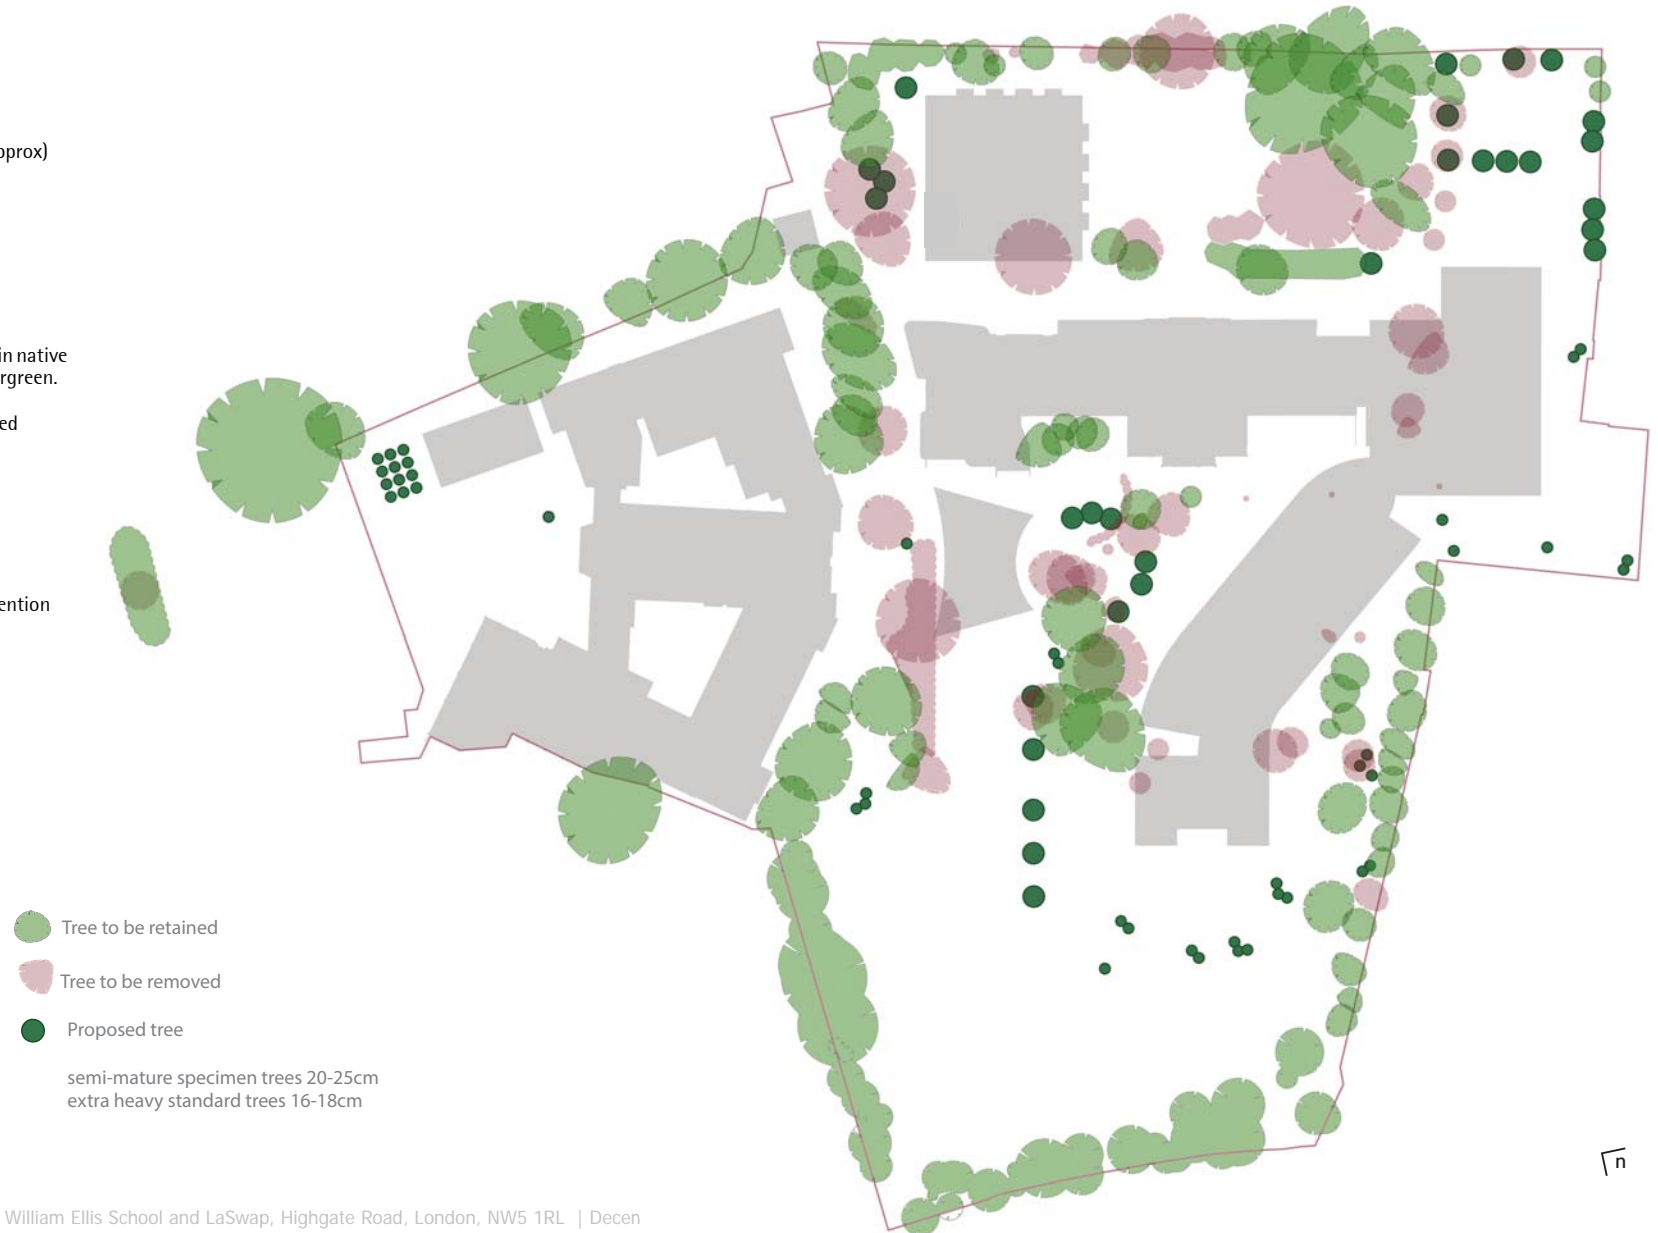 pprox)
in native
rgreen.
ed
ention
Tree to be retained
Tree to be removed
Proposed tree
semi-mature specimen trees 20-25cm
extra heavy standard trees 16-18cm
n
William Ellis School and LaSwap, Highgate Road, London, NW5 1RL | Decen